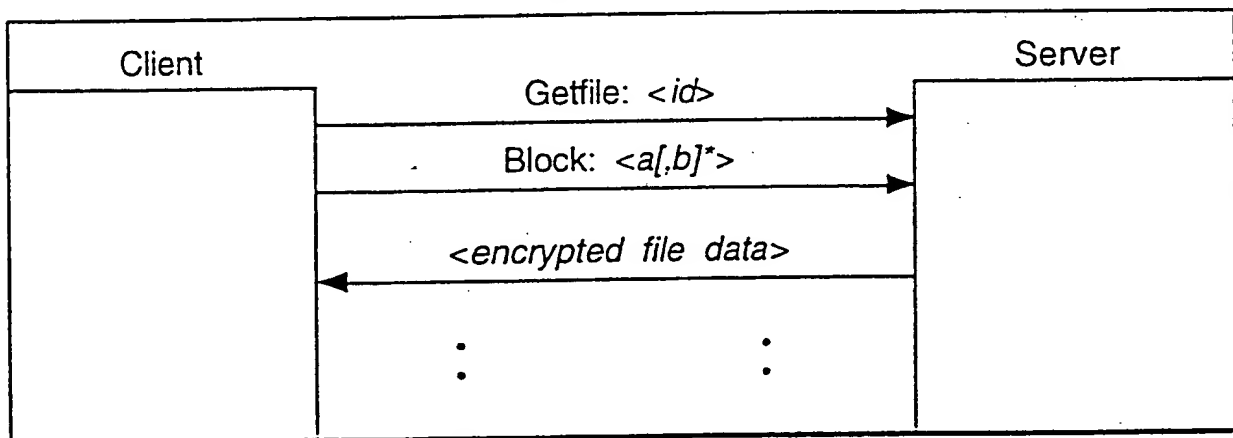 Client
Server
Getfile: <id>
Block: <a[,b]*>
<encrypted file data>